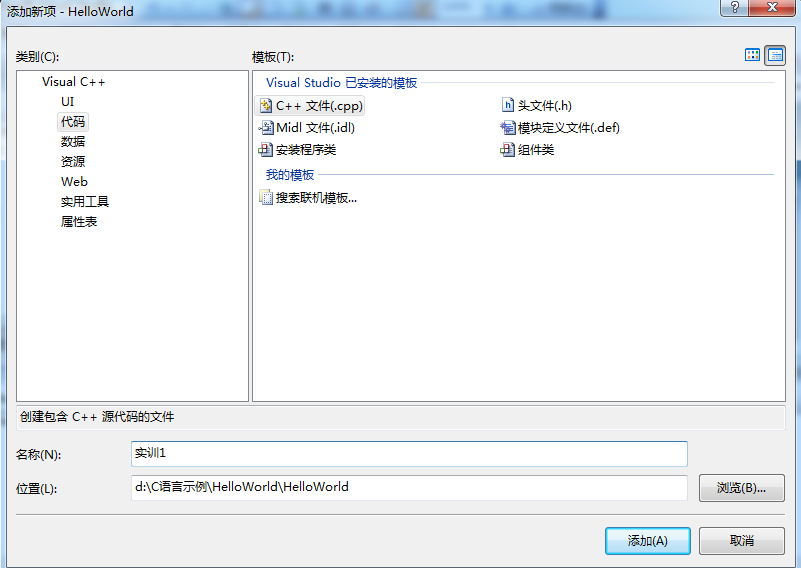 添加新项 - HelloWorld
类别(C):
模板(T):
Visual C++
UI
代码
数据
资源
Web
实用工具
属性表
Visual Studio 已安装的模板
C++ 文件(.cpp)
头文件(.h)
Midl 文件(.idl)
模块定义文件(.def)
安装程序类
组件类
我的模板
搜索联机模板...
创建包含 C++ 源代码的文件
名称(N):
实训1
位置(L):
d:\C语言示例\HelloWorld\HelloWorld
浏览(B)...
添加(A)
取消